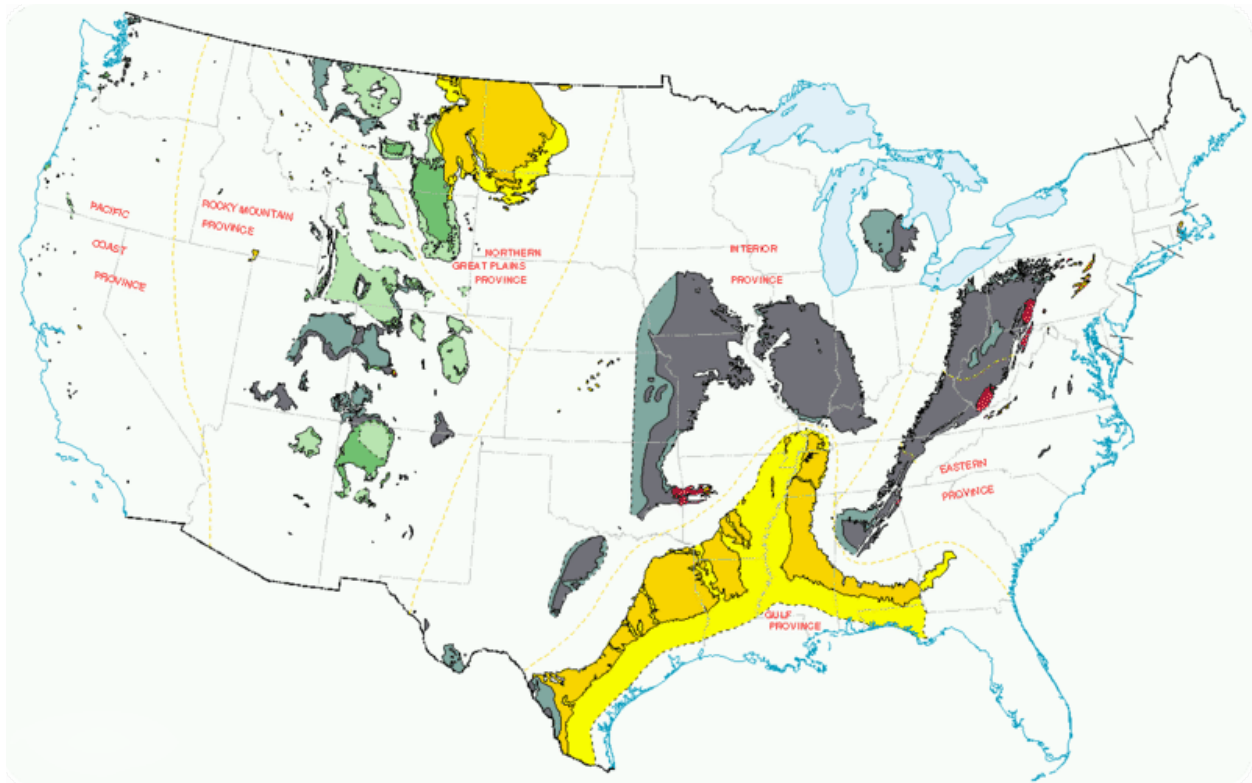 PACIFIC
COAST
PROVINCE
ROCKY MOUNTAIN
PROVINCE
NORTHERN
GREAT PLAINS
PROVINCE
INTERIOR
PROVINCE
EASTERN
PROVINCE
GULF
PROVINCE